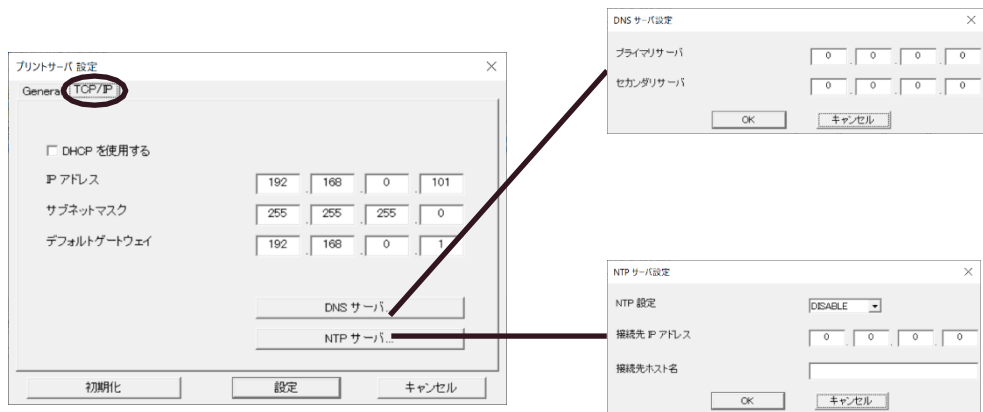 プリントサーバ 設定
General TCP/IP
DHCP を使用する
IP アドレス 192 . 168 . 0 . 101
サブネットマスク 255 . 255 . 255 . 0
デフォルトゲートウェイ 192 . 168 . 0 . 1
DNS サーバ...
NTP サーバ...
初期化 設定 キャンセル
DNS サーバ設定
プライマリサーバ 0 . 0 . 0 . 0
セカンダリサーバ 0 . 0 . 0 . 0
OK キャンセル
NTP サーバ設定
NTP 設定 DISABLE
接続先 IP アドレス 0 . 0 . 0 . 0
接続先ホスト名
OK キャンセル